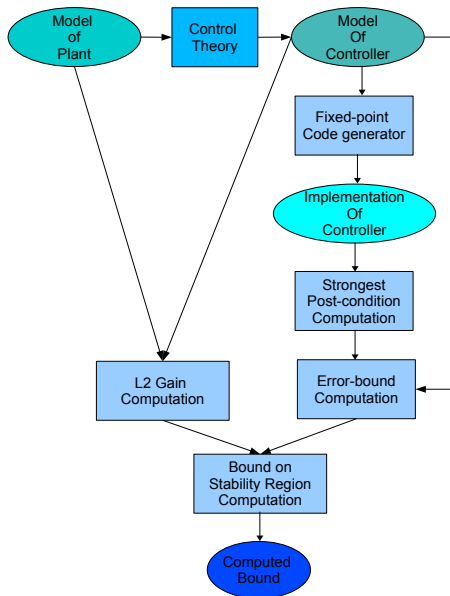 Model
of
Plant
Control
Theory
Model
Of
Controller
Fixed-point
Code generator
Implementation
Of
Controller
Strongest
Post-condition
Computation
L2 Gain
Computation
Error-bound
Computation
Bound on
Stability Region
Computation
Computed
Bound